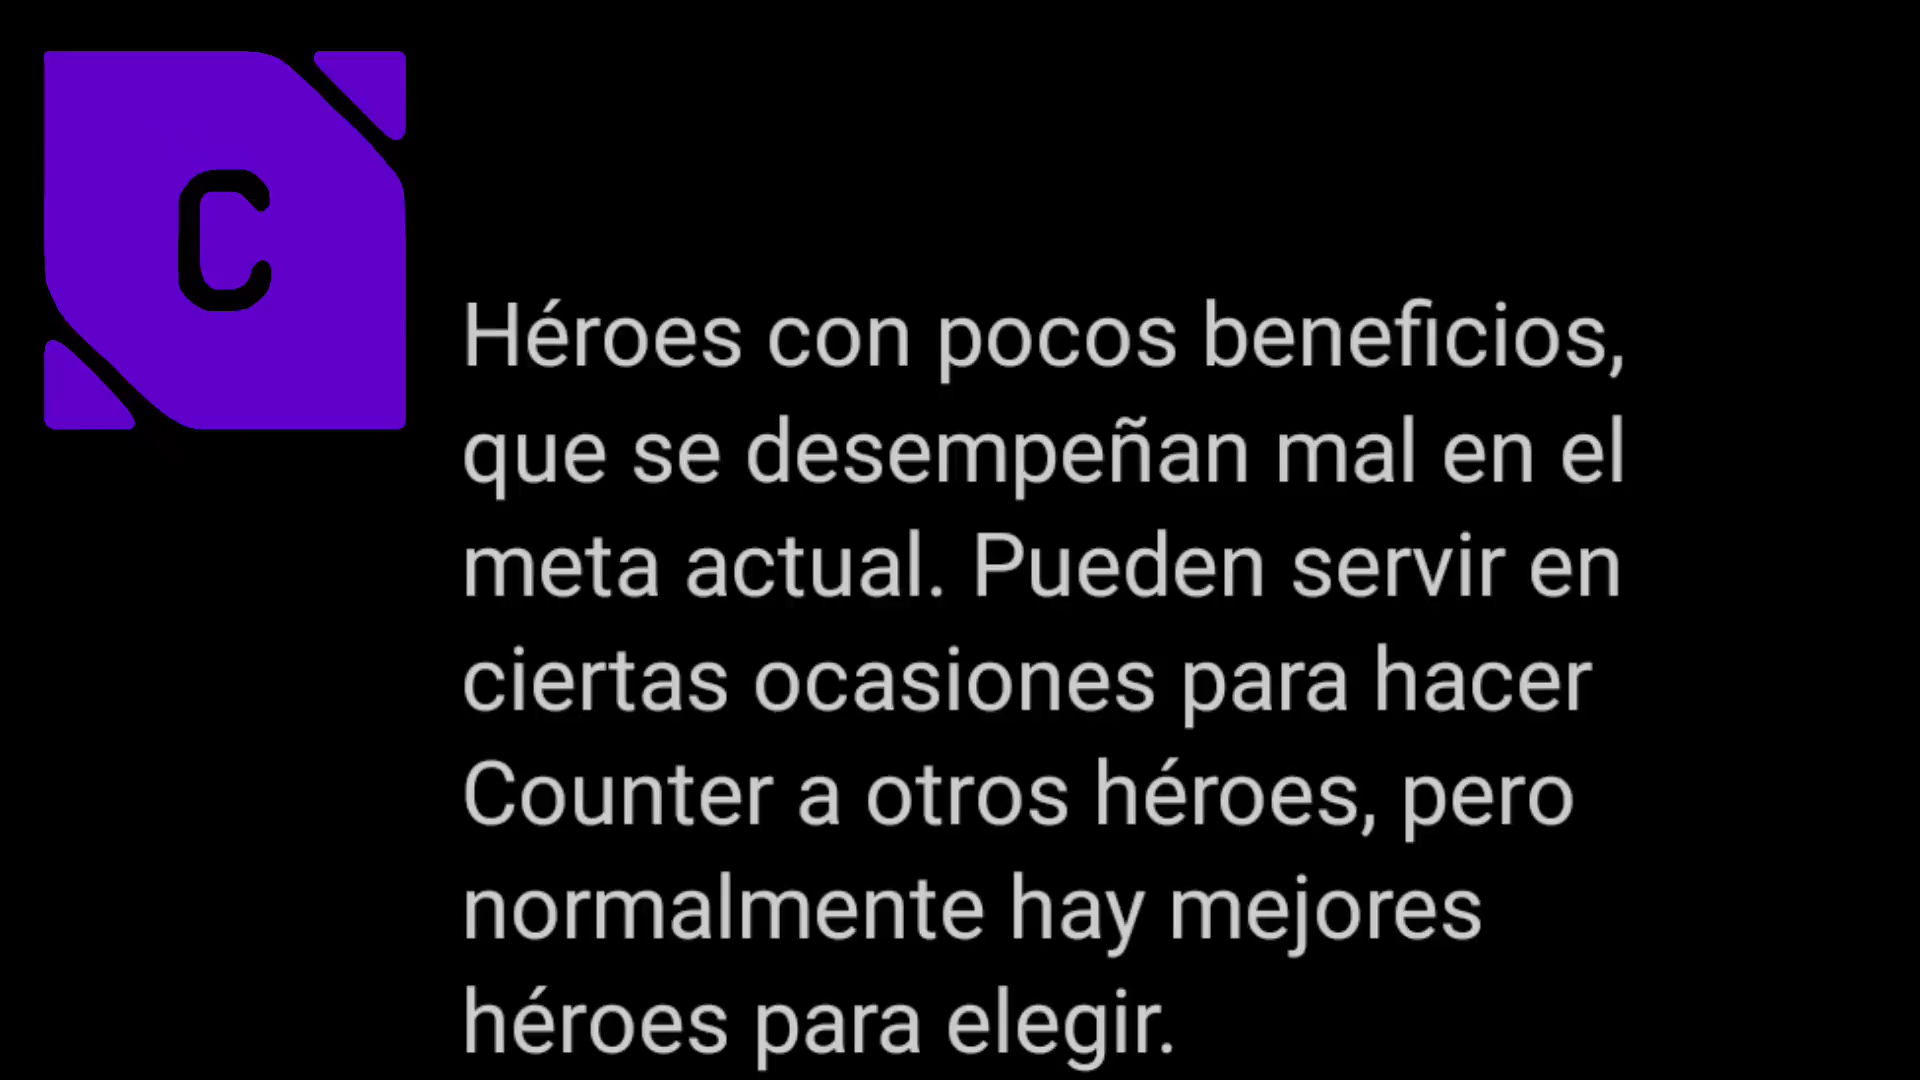 C
Héroes con pocos beneficios,
que se desempeñan mal en el
meta actual. Pueden servir en
ciertas ocasiones para hacer
Counter a otros héroes, pero
normalmente hay mejores
héroes para elegir.